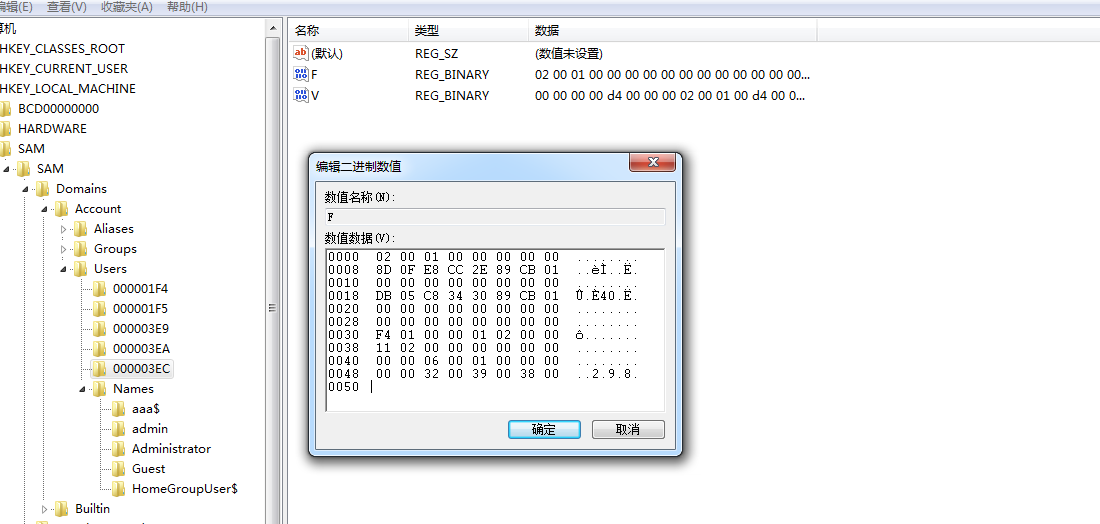 编辑(E) 查看(V) 收藏夹(A) 帮助(H)
算机
HKEY_CLASSES_ROOT
HKEY_CURRENT_USER
HKEY_LOCAL_MACHINE
BCD00000000
HARDWARE
SAM
SAM
Domains
Account
Aliases
Groups
Users
000001F4
000001F5
000003E9
000003EA
000003EC
Names
aaa$
admin
Administrator
Guest
HomeGroupUser$
Builtin
名称 类型 数据
(默认) REG_SZ (数值未设置)
F REG_BINARY 02 00 01 00 00 00 00 00 00 00 00 00 00 00 00 00...
V REG_BINARY 00 00 00 00 d4 00 00 00 02 00 01 00 d4 00 0...
编辑二进制数值
数值名称(N):
F
数值数据(V):
0000 02 00 01 00 00 00 00 00 ........
0008 8D 0F E8 CC 2E 89 CB 01 ..èÌ..Ë.
0010 00 00 00 00 00 00 00 00 ........
0018 DB 05 C8 34 30 89 CB 01 Û.È40.Ë.
0020 00 00 00 00 00 00 00 00 ........
0028 00 00 00 00 00 00 00 00 ........
0030 F4 01 00 00 01 02 00 00 ô.......
0038 11 02 00 00 00 00 00 00 ........
0040 00 00 06 00 01 00 00 00 ........
0048 00 00 32 00 39 00 38 00 ..2.9.8.
0050
确定 取消